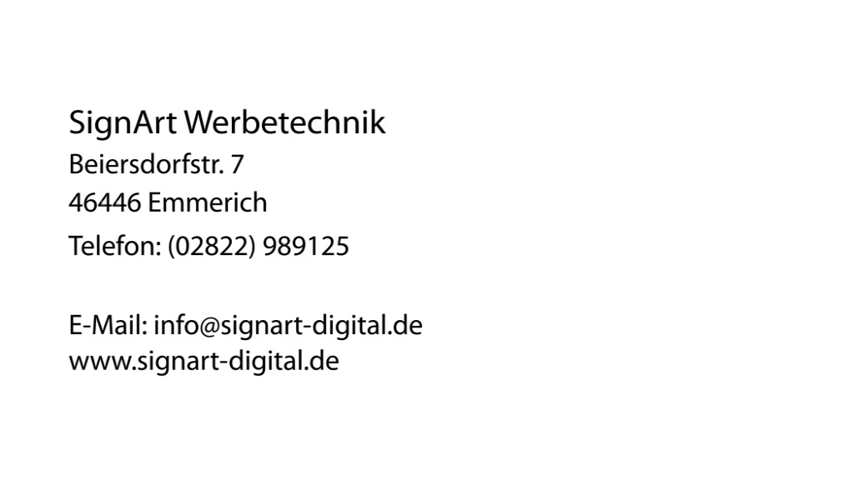 SignArt Werbetechnik
Beiersdorfstr. 7
46446 Emmerich
Telefon: (02822) 989125
E-Mail: info@signart-digital.de
www.signart-digital.de